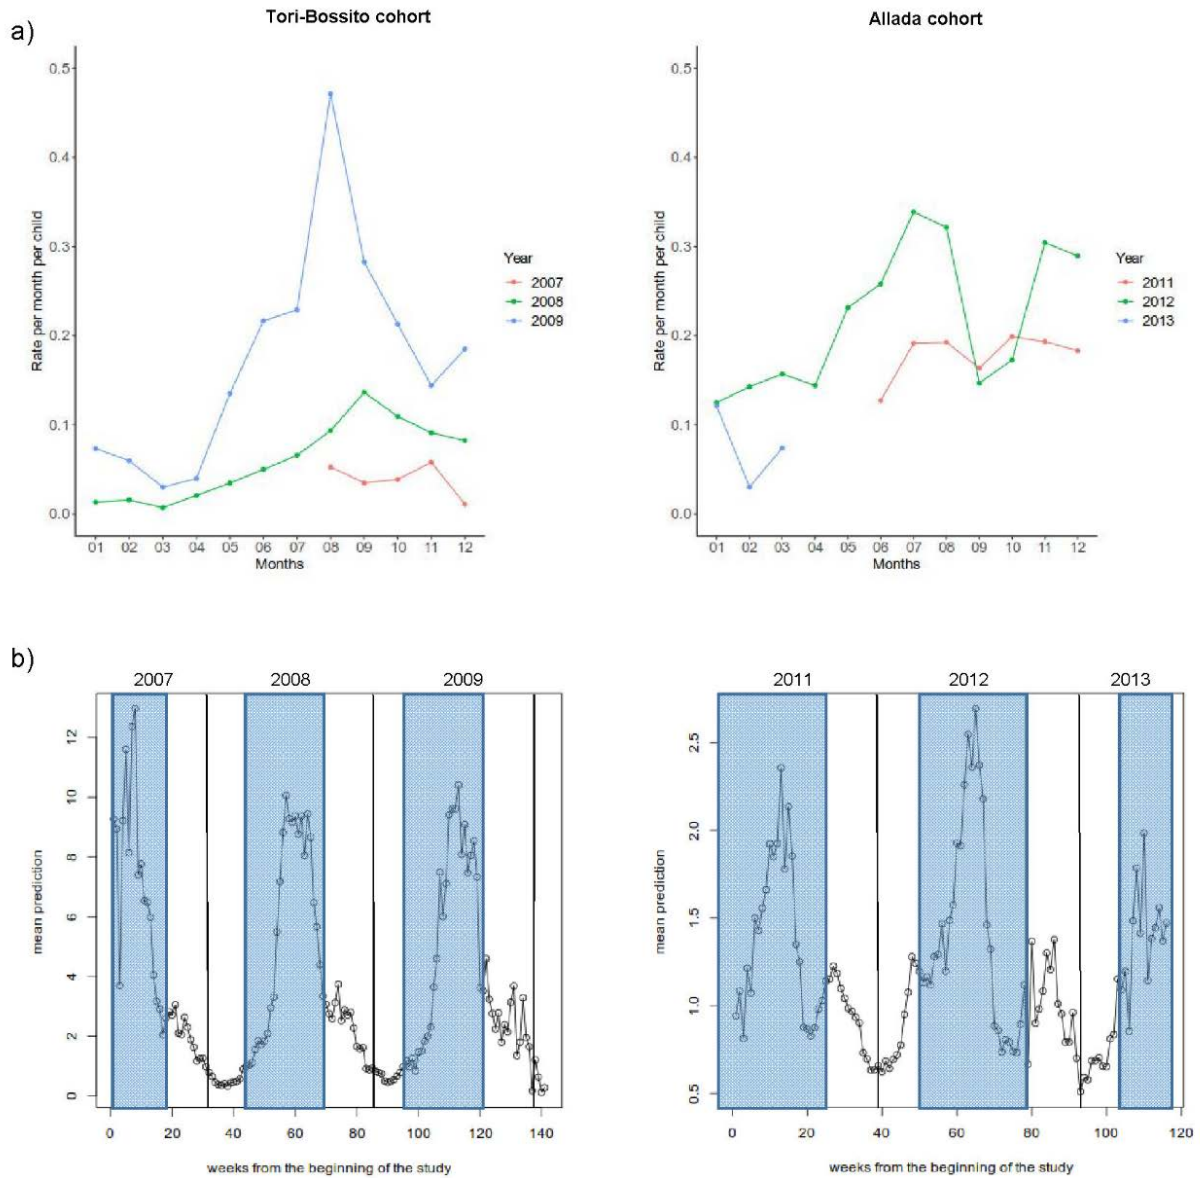 Tori-Bossito cohort
Allada cohort
a)
0.5
0.4
0.3
0.2
0.1
0.0
Rate per month per child
01 02 03 04 05 06 07 08 09 10 11 12
Months
Year
2007
2008
2009
0.5
0.4
0.3
0.2
0.1
0.0
Rate per month per child
01 02 03 04 05 06 07 08 09 10 11 12
Months
Year
2011
2012
2013
b)
2007 2008 2009
12
10
8
6
4
2
0
mean prediction
0 20 40 60 80 100 120 140
weeks from the beginning of the study
2011 2012 2013
2.5
2.0
1.5
1.0
0.5
mean prediction
0 20 40 60 80 100 120
weeks from the beginning of the study